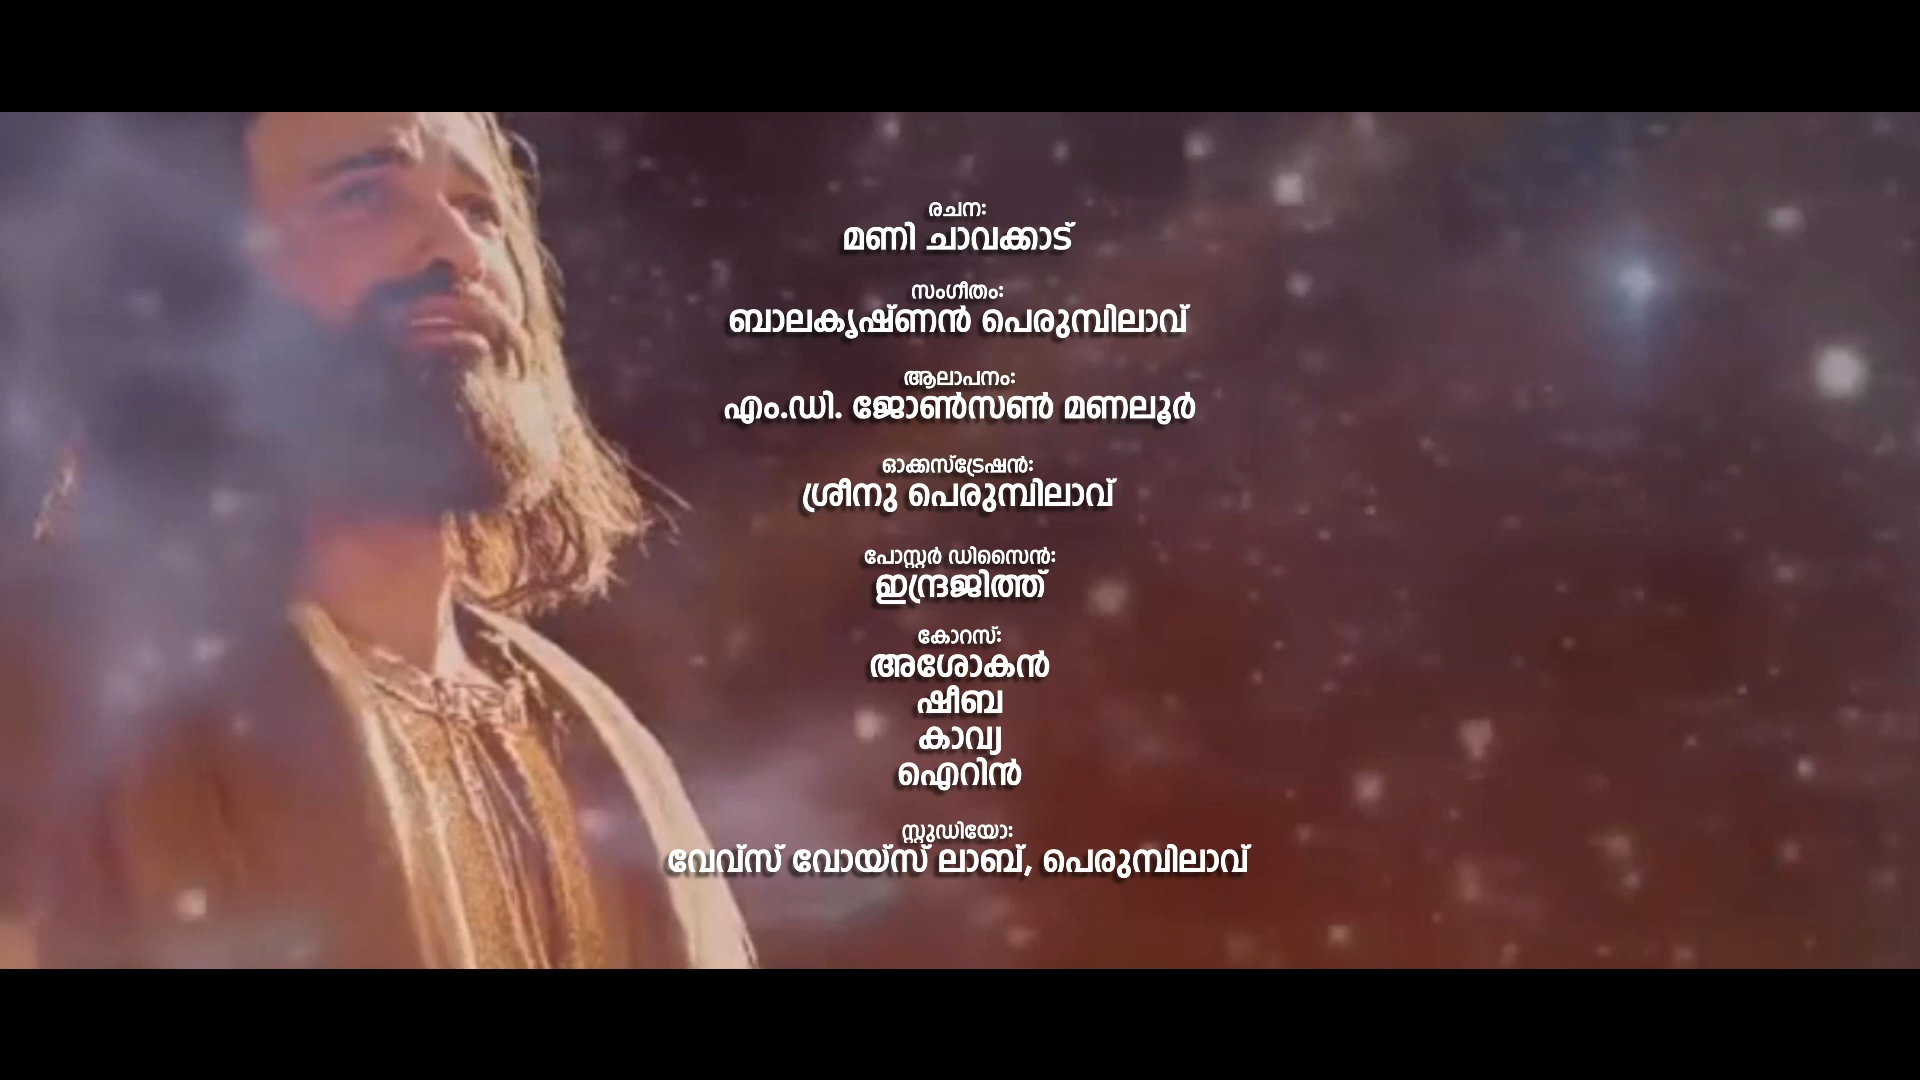 രചന:
മണി ചാവക്കാട്
സംഗീതം:
ബാലകൃഷ്ണൻ പെരുമ്പിലാവ്
ആലാപനം:
എം.ഡി. ജോൺസൺ മണലൂർ
ഓക്കസ്ട്രേഷൻ:
ശ്രീനു പെരുമ്പിലാവ്
പോസ്റ്റർ ഡിസൈൻ:
ഇന്ദ്രജിത്ത്
കോറസ്:
അശോകൻ
ഷീബ
കാവ്യ
ഐറിൻ
സ്റ്റുഡിയോ:
വേവ്സ് വോയ്സ് ലാബ്, പെരുമ്പിലാവ്